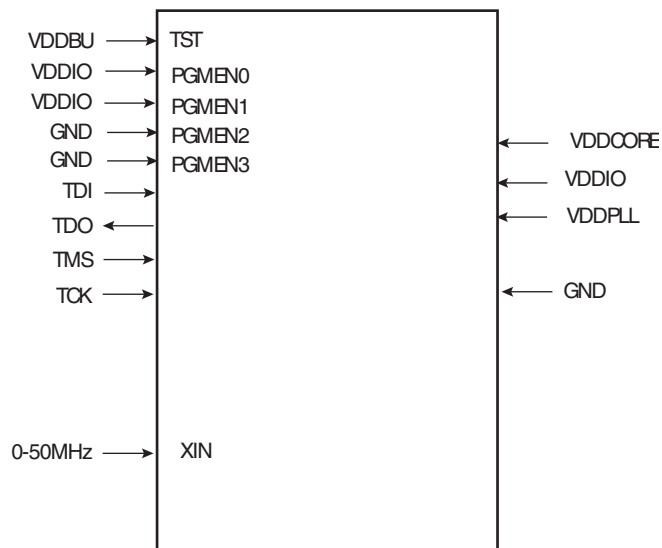 VDDBU TST
VDDIO PGMEN0
VDDIO PGMEN1
GND PGMEN2
GND PGMEN3
TDI
TDO
TMS
TCK
0-50MHz XIN
VDDCORE
VDDIO
VDDPLL
GND